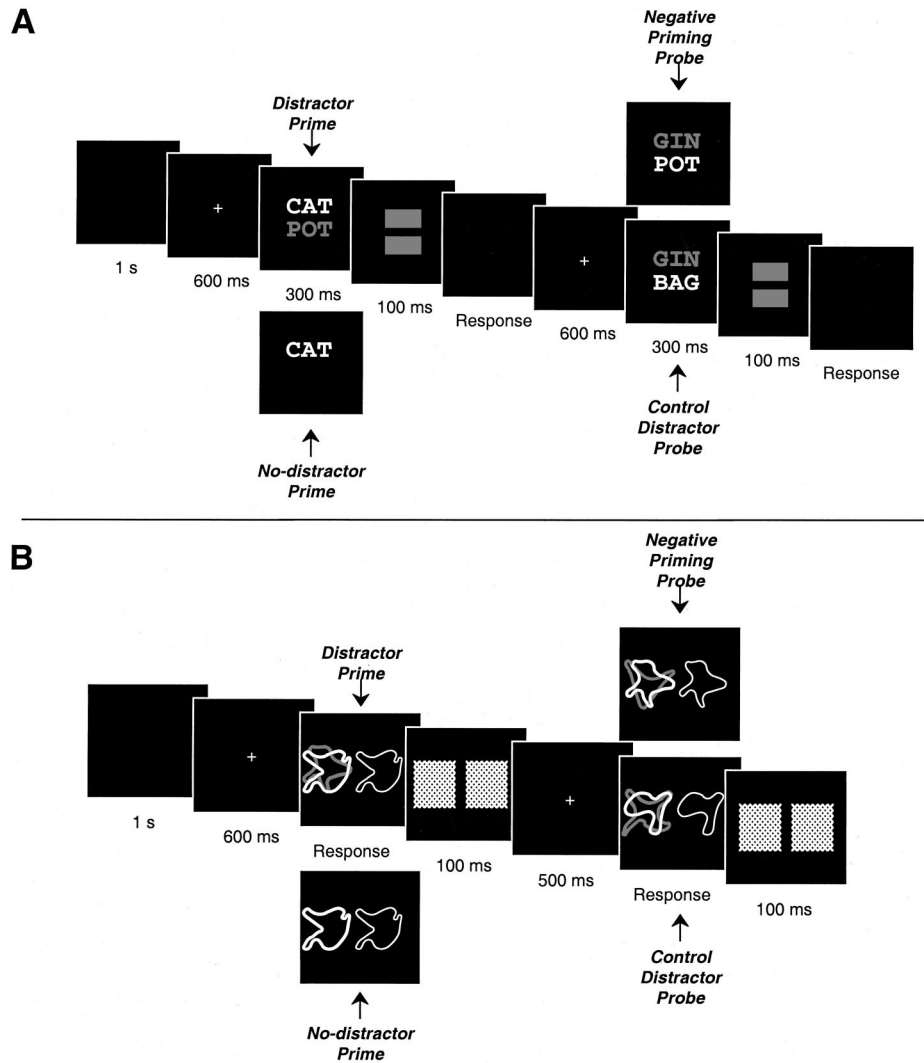 A
Negative
Priming
Probe
Distractor
Prime
GIN
POT
CAT
POT
GIN
BAG
1 s
600 ms
300 ms
100 ms
Response
600 ms
300 ms
100 ms
Response
CAT
Control
Distractor
Probe
No-distractor
Prime
B
Negative
Priming
Probe
Distractor
Prime
1 s
600 ms
Response
100 ms
500 ms
Response
100 ms
Control
Distractor
Probe
No-distractor
Prime